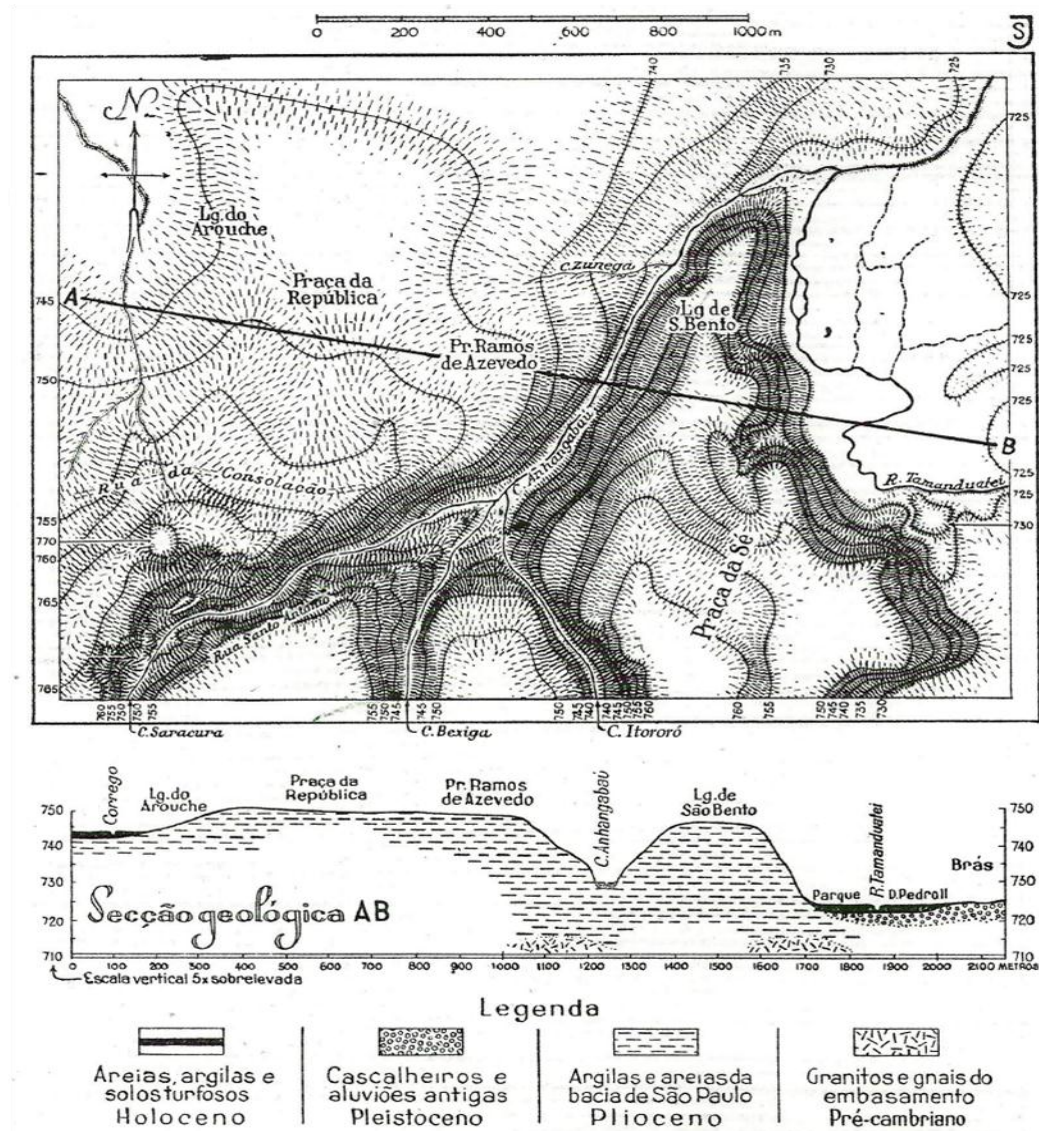 0 200 400 600 800 1000 m
SJ
740 735 730 725
N
725
Lg. do
Arouche
C. Zunega
Praça da
República
745
A
Lg de
S. Bento
725
Pr. Ramos
de Azevedo
725
725
750
725
C. Anhangabaú
B
Rua da Consolação
725
R. Tamanduateí
725
755
730
770
760
Praça da Sé
765
Rua Santo Antonio
765
760 755 750 750 755
755 750 745 745 750
750 745 740 740 745 750 755 760
760 755
750 745 740 735 730
C. Saracura
C. Bexiga
C. Itororó
Corrego
Lg. do
Arouche
Praça da
República
Pr. Ramos
de Azevedo
C. Anhangabaú
Lg. de
São Bento
R. Tamanduatei
750
740
730
720
710
750
740
730
720
710
Brás
Parque D. Pedro II
Secção geológica AB
0 100 200 300 400 500 600 700 800 900 1000 1100 1200 1300 1400 1500 1600 1700 1800 1900 2000 2100 METROS
Escala vertical 5x sobrelevada
Legenda
Areias, argilas e
solos turfosos
Holoceno
Cascalheiros e
aluviões antigas
Pleistoceno
Argilas e areias da
bacia de São Paulo
Plioceno
Granitos e gnais do
embasamento
Pré-cambriano